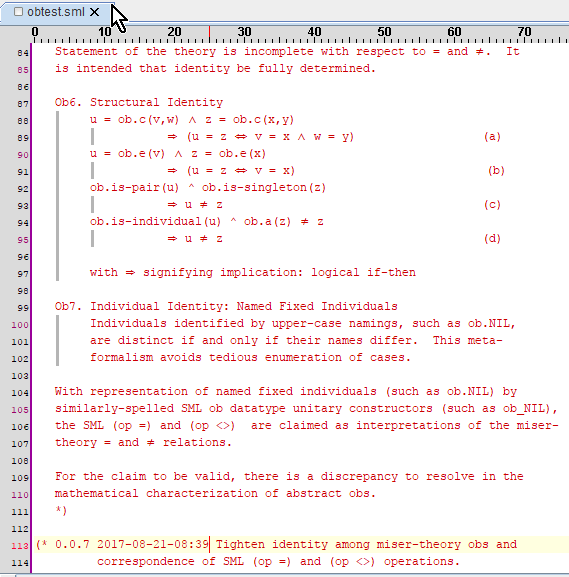 obtest.sml
0 10 20 30 40 50 60 70
84 Statement of the theory is incomplete with respect to = and ≠. It
85 is intended that identity be fully determined.
86
87 Ob6. Structural Identity
88 u = ob.c(v,w) ∧ z = ob.c(x,y)
89 ⇒ (u = z ⇔ v = x ∧ w = y) (a)
90 u = ob.e(v) ∧ z = ob.e(x)
91 ⇒ (u = z ⇔ v = x) (b)
92 ob.is-pair(u) ^ ob.is-singleton(z)
93 ⇒ u ≠ z (c)
94 ob.is-individual(u) ^ ob.a(z) ≠ z
95 ⇒ u ≠ z (d)
96
97 with ⇒ signifying implication: logical if-then
98
99 Ob7. Individual Identity: Named Fixed Individuals
100 Individuals identified by upper-case namings, such as ob.NIL,
101 are distinct if and only if their names differ. This meta-
102 formalism avoids tedious enumeration of cases.
103
104 With representation of named fixed individuals (such as ob.NIL) by
105 similarly-spelled SML ob datatype unitary constructors (such as ob_NIL),
106 the SML (op =) and (op <>) are claimed as interpretations of the miser-
107 theory = and ≠ relations.
108
109 For the claim to be valid, there is a discrepancy to resolve in the
110 mathematical characterization of abstract obs.
111 *)
112
113 (* 0.0.7 2017-08-21-08:39 Tighten identity among miser-theory obs and
114 correspondence of SML (op =) and (op <>) operations.